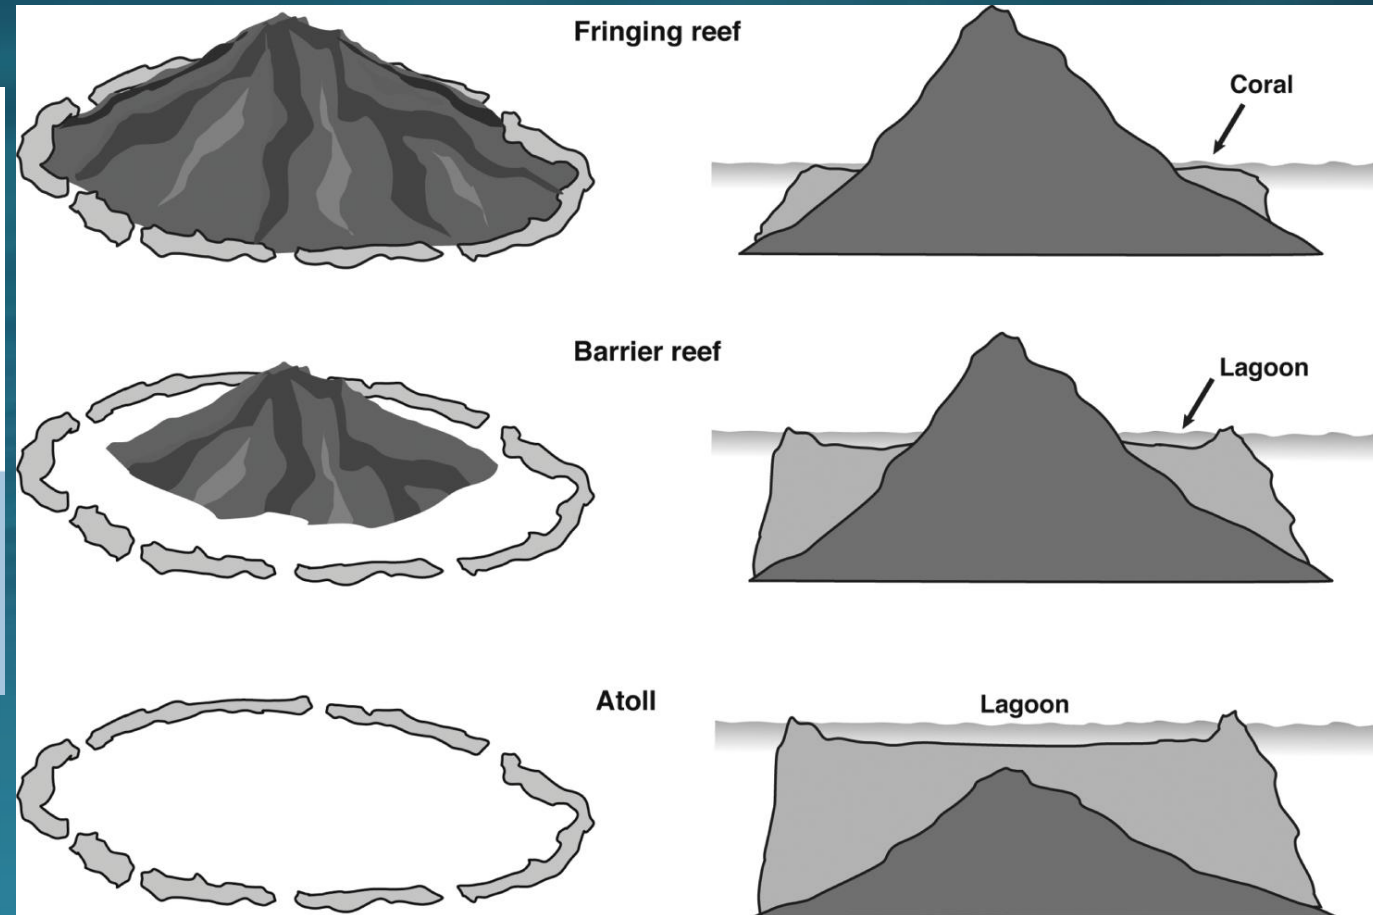 Fringing reef
Coral
Barrier reef
Lagoon
Atoll
Lagoon